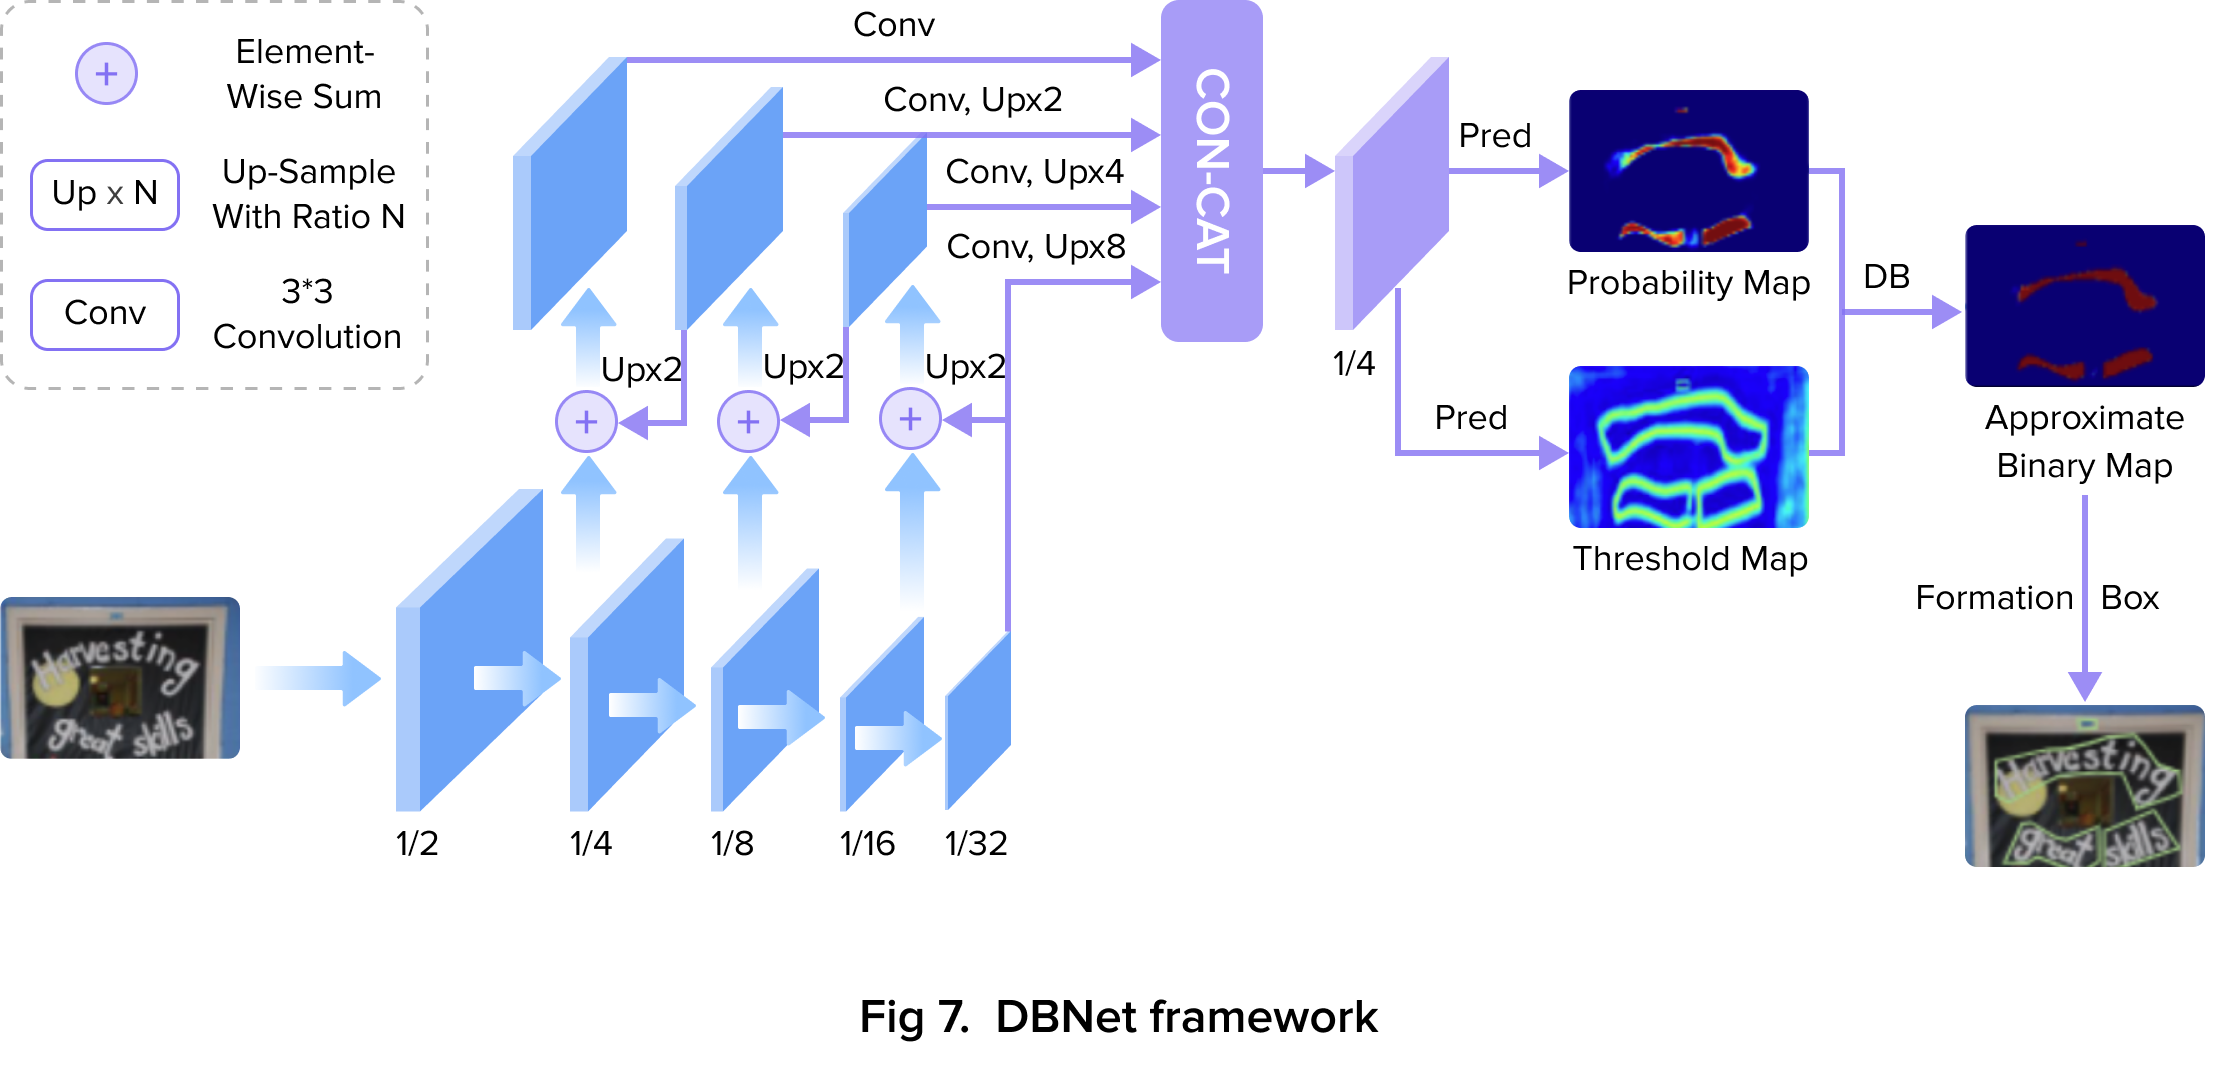 Element-
Wise Sum
Up x N
Up-Sample
With Ratio N
Conv
3*3
Convolution
Conv
Conv, Upx2
Conv, Upx4
Conv, Upx8
CON-CAT
Upx2
Upx2
Upx2
1/2
1/4
1/8
1/16
1/32
1/4
Pred
Pred
Probability Map
Threshold Map
DB
Approximate
Binary Map
Formation Box
Harvesting
great skills
Harvesting
great skills
Fig 7. DBNet framework